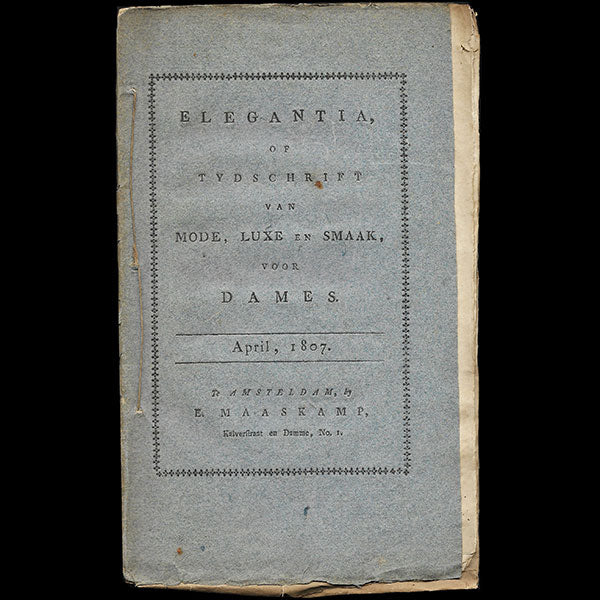 ELEGANTIA,
OF
TYDSCHRIFT
VAN
MODE, LUXE EN SMAAK,
VOOR
DAMES.
April, 1807.
Te AMSTELDAM, by
E. MAASKAMP,
Kalverſtraat en Damme, No. 1.